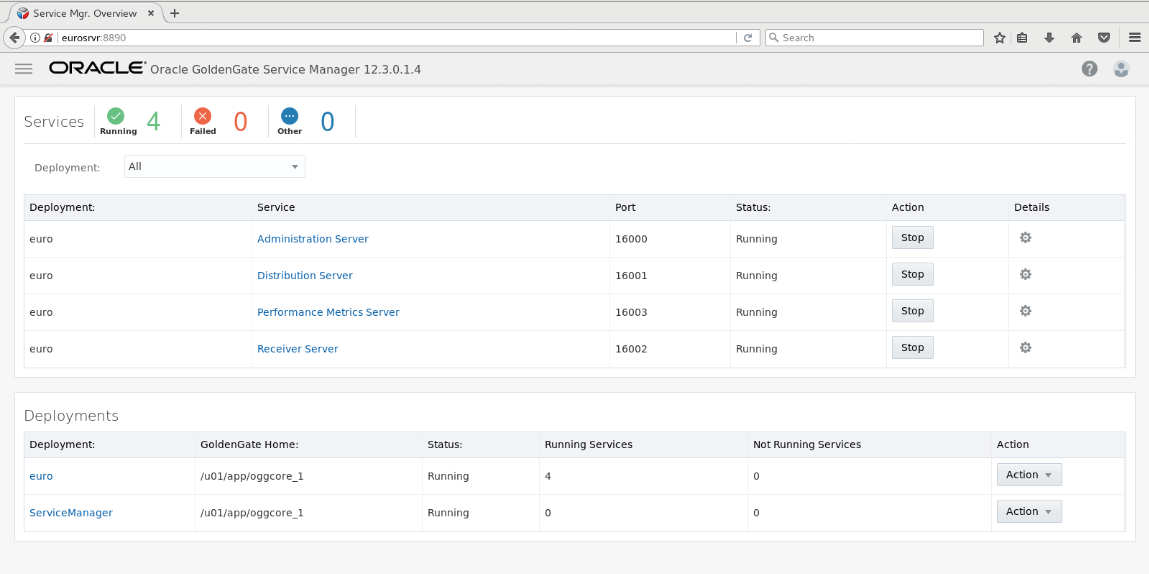 Service Mgr. Overview
eurosrvr:8890
Search
ORACLE® Oracle GoldenGate Service Manager 12.3.0.1.4
Services Running 4 Failed 0 Other 0
Deployment: All
Deployment: Service Port Status: Action Details
euro Administration Server 16000 Running Stop
euro Distribution Server 16001 Running Stop
euro Performance Metrics Server 16003 Running Stop
euro Receiver Server 16002 Running Stop
Deployments
Deployment: GoldenGate Home: Status: Running Services Not Running Services Action
euro /u01/app/oggcore_1 Running 4 0 Action
ServiceManager /u01/app/oggcore_1 Running 0 0 Action